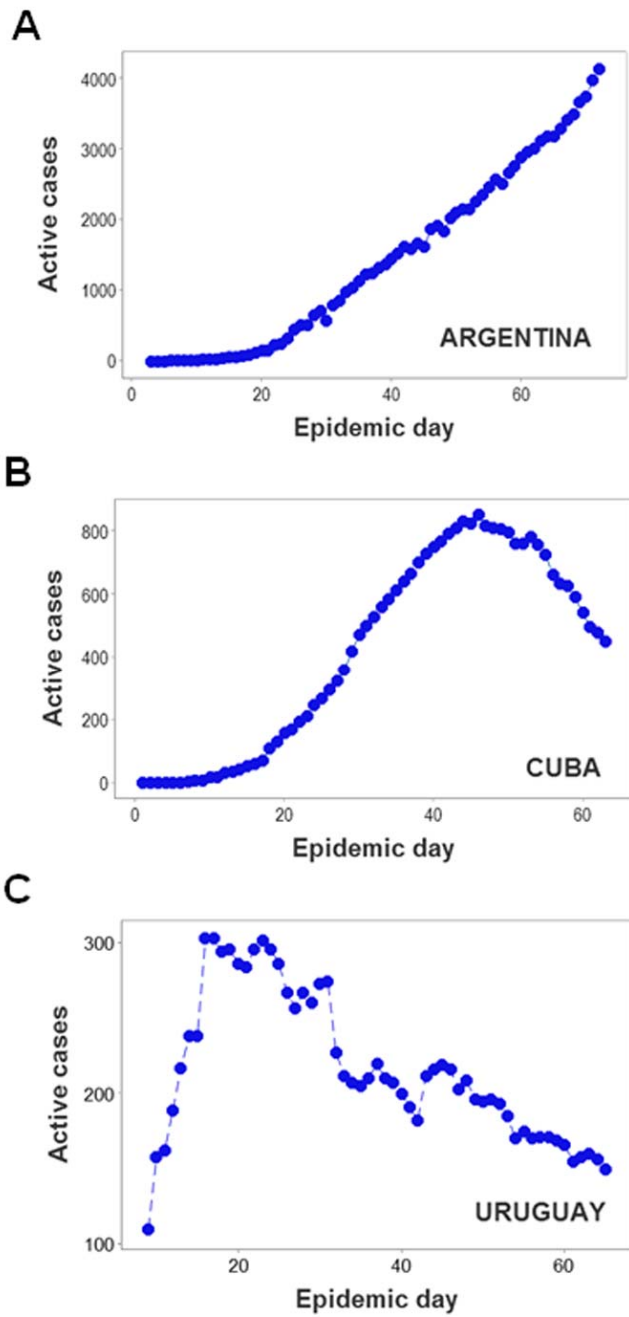 A
4000
3000
2000
1000
0
Active cases
ARGENTINA
0 20 40 60
Epidemic day
B
800
600
400
200
0
Active cases
CUBA
0 20 40 60
Epidemic day
C
300
200
100
Active cases
URUGUAY
20 40 60
Epidemic day